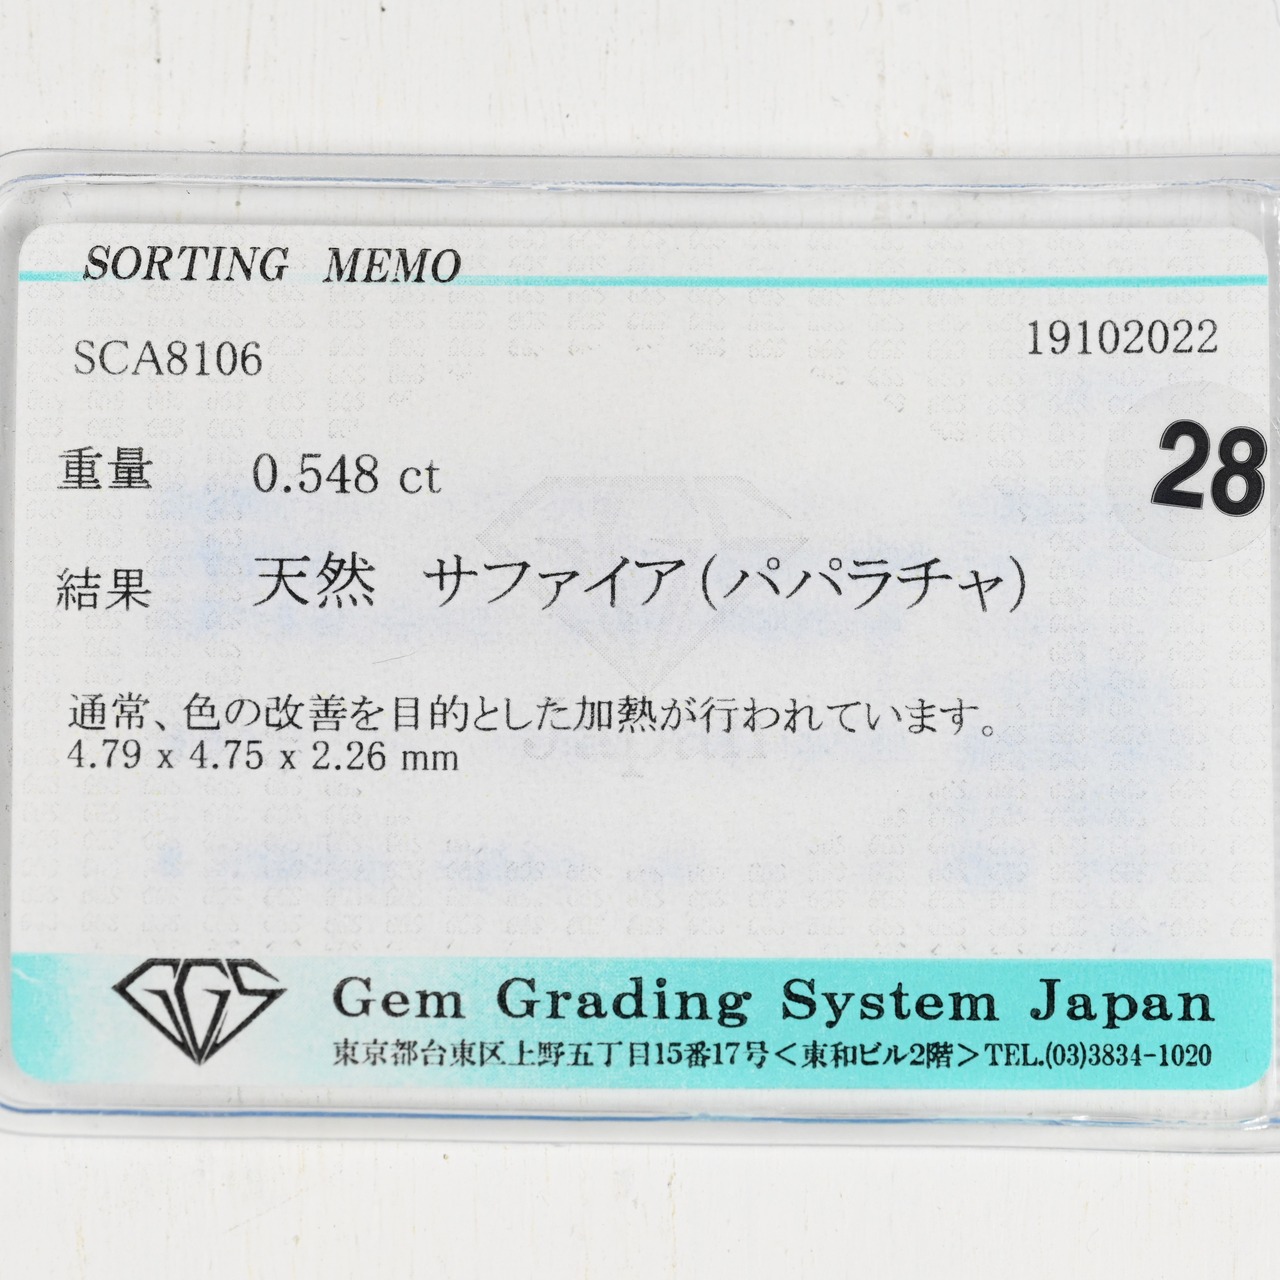 SORTING MEMO
SCA8106
19102022
28
重量 0.548 ct
結果 天然 サファイア(パパラチャ)
通常、色の改善を目的とした加熱が行われています。
4.79 x 4.75 x 2.26 mm
GGS
Gem Grading System Japan
東京都台東区上野五丁目15番17号＜東和ビル2階＞TEL.(03)3834-1020